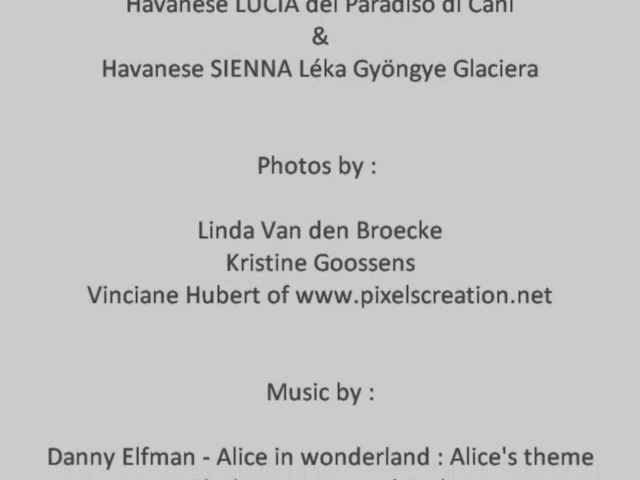 Havanese LUCIA del Paradiso di Cani
&
Havanese SIENNA Léka Gyöngye Glaciera
Photos by :
Linda Van den Broecke
Kristine Goossens
Vinciane Hubert of www.pixelscreation.net
Music by :
Danny Elfman - Alice in wonderland : Alice's theme